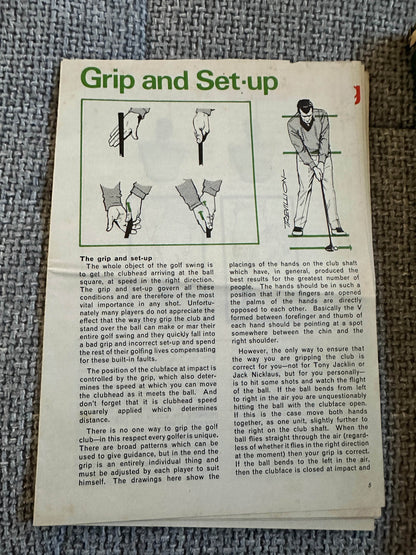 Grip and Set-up
TREVILLION
The grip and set-up
The whole object of the golf swing is
to get the clubhead arriving at the ball
square, at speed in the right direction.
The grip and set-up govern all these
conditions and are therefore of the most
vital importance in any shot. Unfortu-
nately many players do not appreciate the
effect that the way they grip the club and
stand over the ball can make or mar their
entire golf swing and they quickly fall into
a bad grip and incorrect set-up and spend
the rest of their golfing lives compensating
for these built-in faults.
The position of the clubface at impact is
controlled by the grip, which also deter-
mines the speed at which you can move
the clubhead as it meets the ball. And
don't forget that it is clubhead speed
squarely applied which determines
distance.
There is no one way to grip the golf
club—in this respect every golfer is unique.
There are broad patterns which can be
used to give guidance, but in the end the
grip is an entirely individual thing and
must be adjusted by each player to suit
himself. The drawings here show the
placings of the hands on the club shaft
which have, in general, produced the
best results for the greatest number of
people. The hands should be in such a
position that if the fingers are opened
the palms of the hands are directly
opposed to each other. Basically the V
formed between forefinger and thumb of
each hand should be pointing at a spot
somewhere between the chin and the
right shoulder.
However, the only way to ensure that
the way you are gripping the club is
correct for you—not for Tony Jacklin or
Jack Nicklaus, but for you personally—
is to hit some shots and watch the flight
of the ball. If the ball bends from left
to right in the air you are unquestionably
hitting the ball with the clubface open.
If this is the case move both hands
together, as one unit, slightly further to
the right on the club shaft. When the
ball flies straight through the air (regard-
less of whether it flies in the right direction
at the moment) then your grip is correct.
If the ball bends to the left in the air,
then the clubface is closed at impact and
5